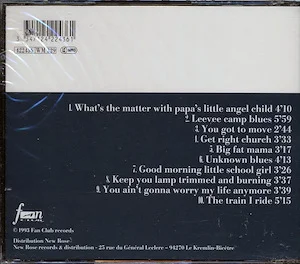 1. What's the matter with papa's little angel child 4'10
2. Leevee camp blues 5'59
3. You got to move 2'44
4. Get right church 3'33
5. Big fat mama 3'17
6. Unknown blues 4'13
7. Good morning little school girl 5'26
8. Keep you lamp trimmed and burning 3'37
9. You ain't gonna worry my life anymore 3'39
10. The train I ride 5'15
fan
© 1993 Fan Club records
Distribution New Rose
New Rose records & distribution - 25 rue du Général Leclerc - 94270 Le Kremlin-Bicêtre